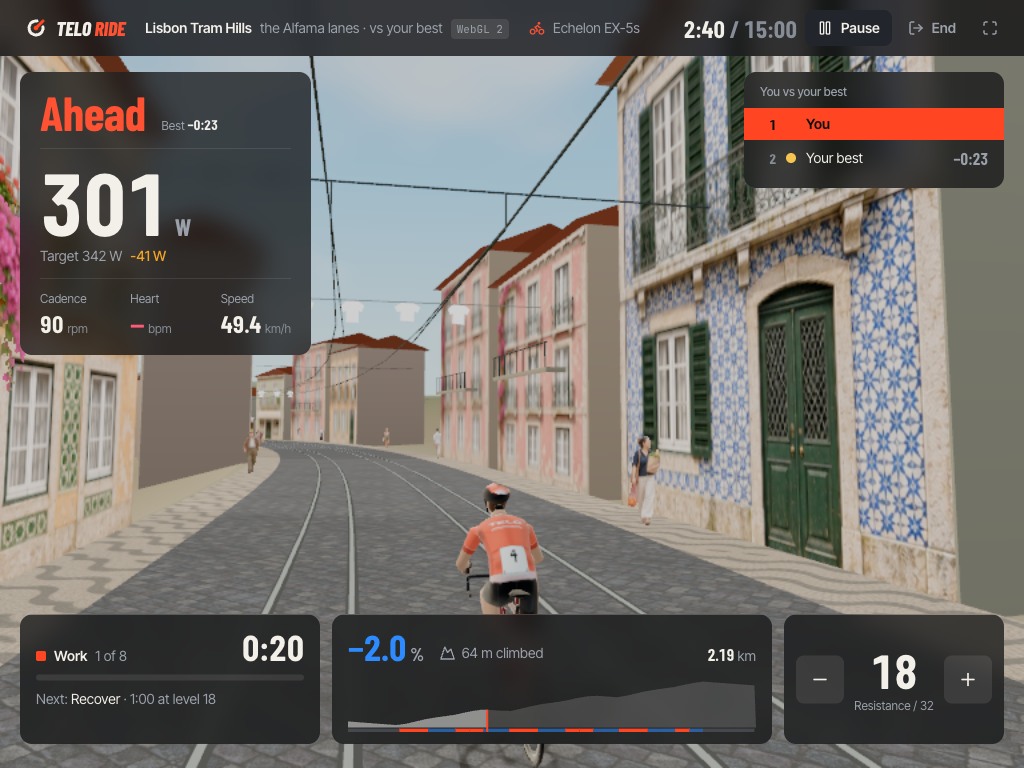 TELO RIDE Lisbon Tram Hills the Alfama lanes · vs your best WebGL 2 Echelon EX-5s 2:40 / 15:00 Pause End
Ahead Best −0:23
301 W
Target 342 W -41 W
Cadence Heart Speed
90 rpm — bpm 49.4 km/h
You vs your best
1 You
2 Your best −0:23
TELO
4
Work 1 of 8 0:20
Next: Recover · 1:00 at level 18
−2.0 % 64 m climbed 2.19 km
− 18 +
Resistance / 32